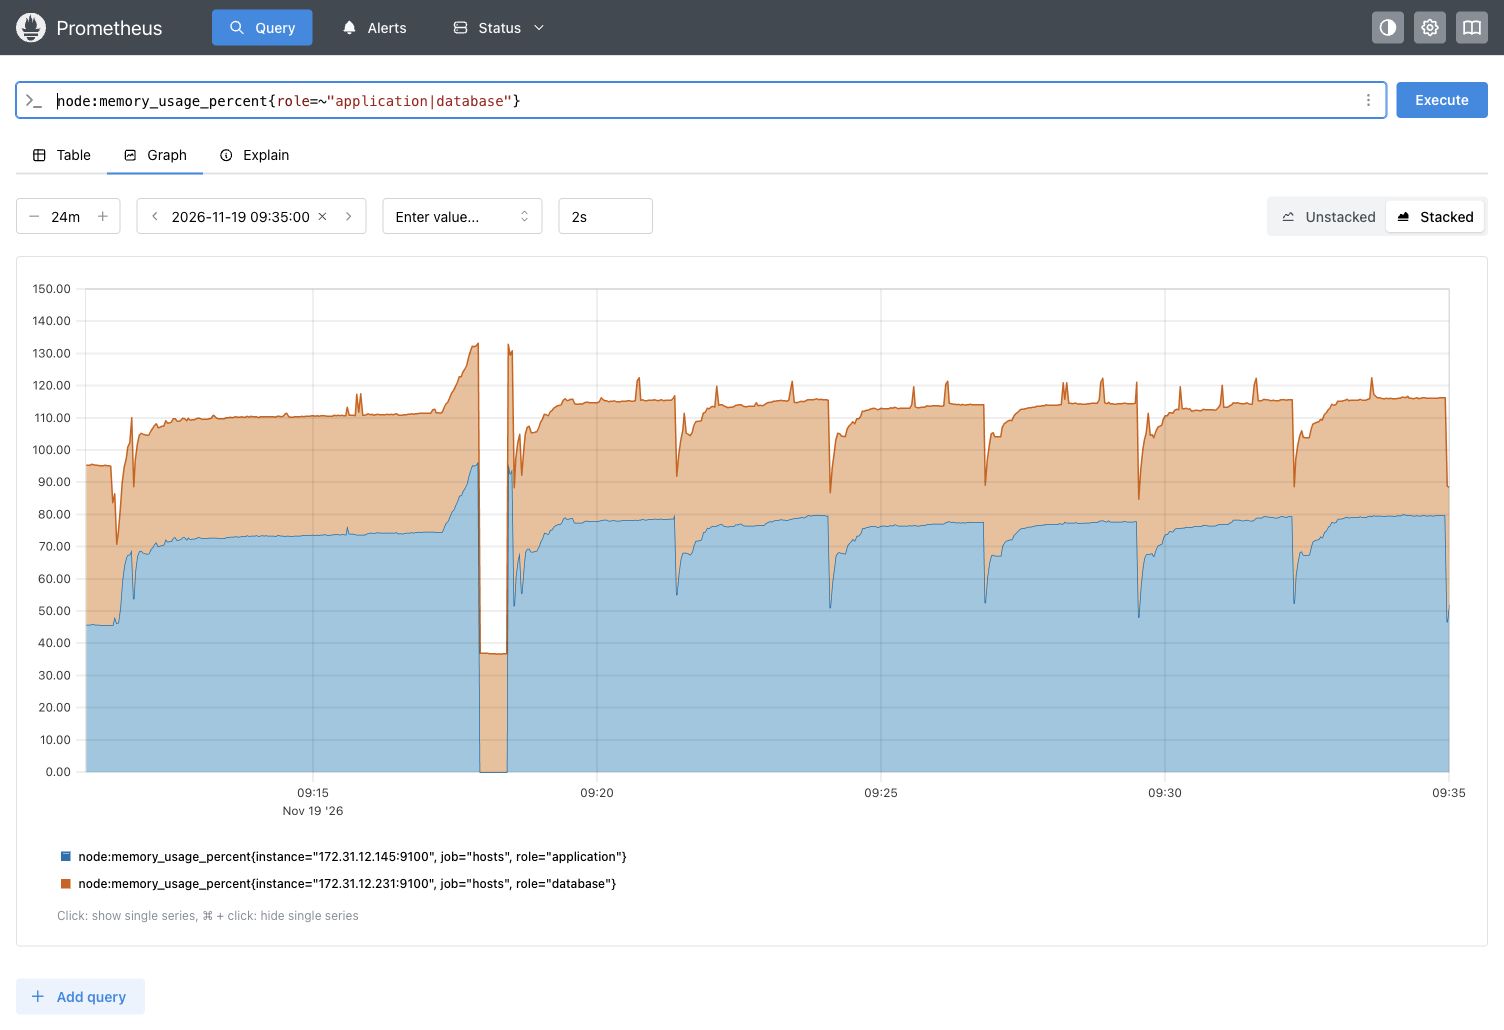 Prometheus Query Alerts Status
node:memory_usage_percent{role=~"application|database"} Execute
Table Graph Explain
24m 2026-11-19 09:35:00 Enter value... 2s Unstacked Stacked
150.00
140.00
130.00
120.00
110.00
100.00
90.00
80.00
70.00
60.00
50.00
40.00
30.00
20.00
10.00
0.00
09:15 09:20 09:25 09:30 09:35
Nov 19 '26
node:memory_usage_percent{instance="172.31.12.145:9100", job="hosts", role="application"}
node:memory_usage_percent{instance="172.31.12.231:9100", job="hosts", role="database"}
Click: show single series, ⌘ + click: hide single series
Add query